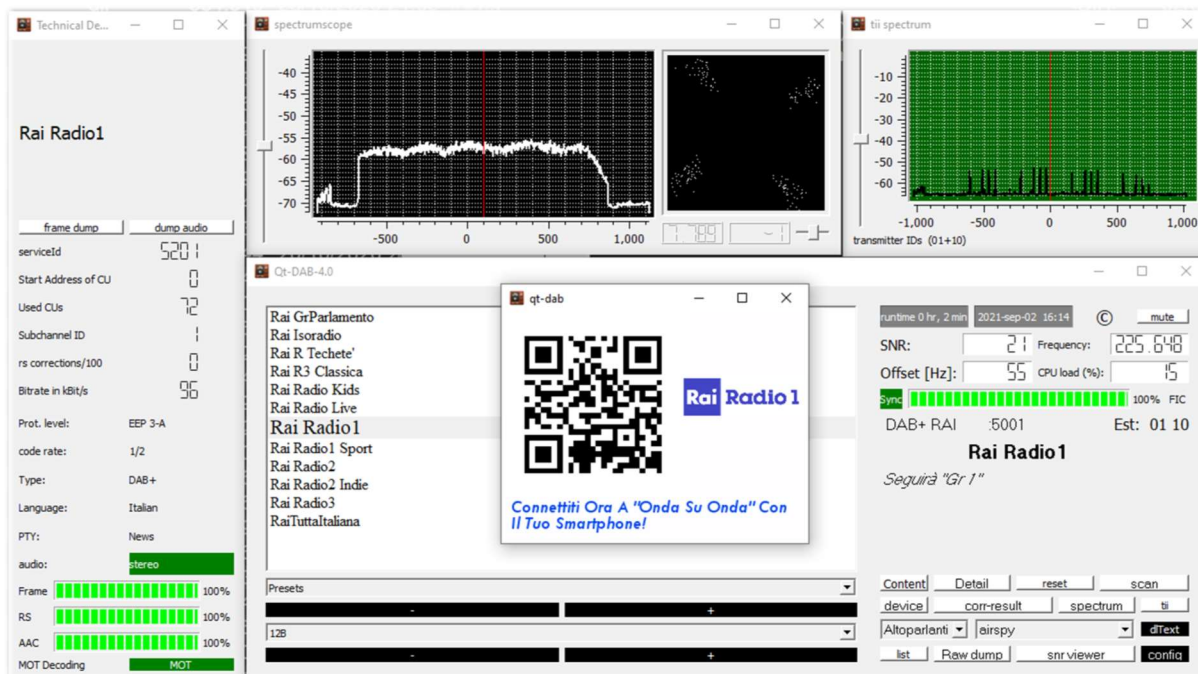 Technical De...
Rai Radio1
frame dump
dump audio
serviceId 5201
Start Address of CU 0
Used CUs 72
Subchannel ID 1
rs corrections/100 0
Bitrate in kBit/s 96
Prot. level: EEP 3-A
code rate: 1/2
Type: DAB+
Language: Italian
PTY: News
audio: stereo
Frame 100%
RS 100%
AAC 100%
MOT Decoding MOT
spectrumscope
-40
-45
-50
-55
-60
-65
-70
-500 0 500 1,000
7.789 -1
tii spectrum
-10
-20
-30
-40
-50
-60
-1,000 -500 0 500 1,000
transmitter IDs (01+10)
Qt-DAB-4.0
Rai GrParlamento
Rai Isoradio
Rai R Techete'
Rai R3 Classica
Rai Radio Kids
Rai Radio Live
Rai Radio1
Rai Radio1 Sport
Rai Radio2
Rai Radio2 Indie
Rai Radio3
RaiTuttaItaliana
Presets
- +
12B
- +
qt-dab
Rai Radio 1
Connettiti Ora A "Onda Su Onda" Con
Il Tuo Smartphone!
runtime 0 hr, 2 min 2021-sep-02 16:14 © mute
SNR: 21 Frequency: 225.648
Offset [Hz]: 55 CPU load (%): 15
Sync 100% FIC
DAB+ RAI :5001 Est: 01 10
Rai Radio1
Seguirà "Gr 1"
Content Detail reset scan
device corr-result spectrum tii
Altoparlanti airspy dlText
list Raw dump snr viewer config